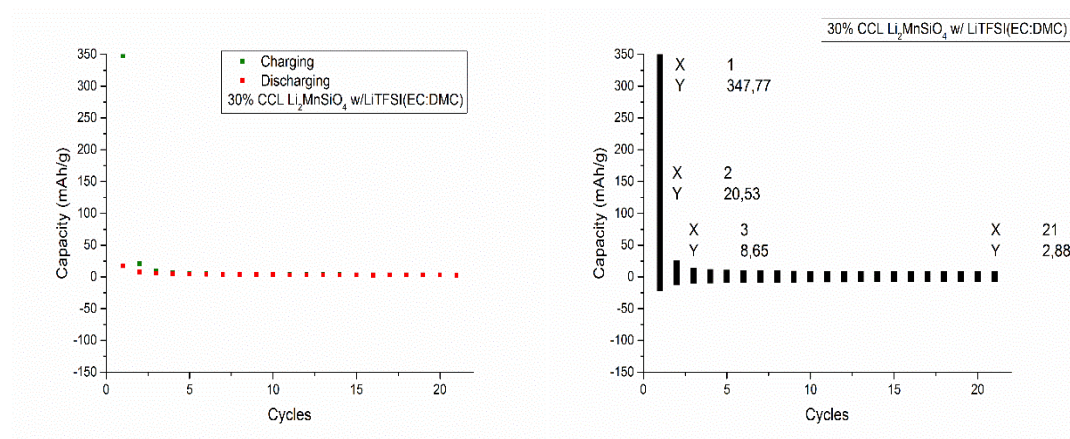 350
300
250
200
150
100
50
0
-50
-100
-150
0
5
10
15
20
Capacity (mAh/g)
Cycles
Charging
Discharging
30% CCL Li₂MnSiO₄ w/LiTFSI(EC:DMC)
30% CCL Li₂MnSiO₄ w/ LiTFSI(EC:DMC)
350
300
250
200
150
100
50
0
-50
-100
-150
0
5
10
15
20
Capacity (mAh/g)
Cycles
X 1
Y 347,77
X 2
Y 20,53
X 3
Y 8,65
X 21
Y 2,88